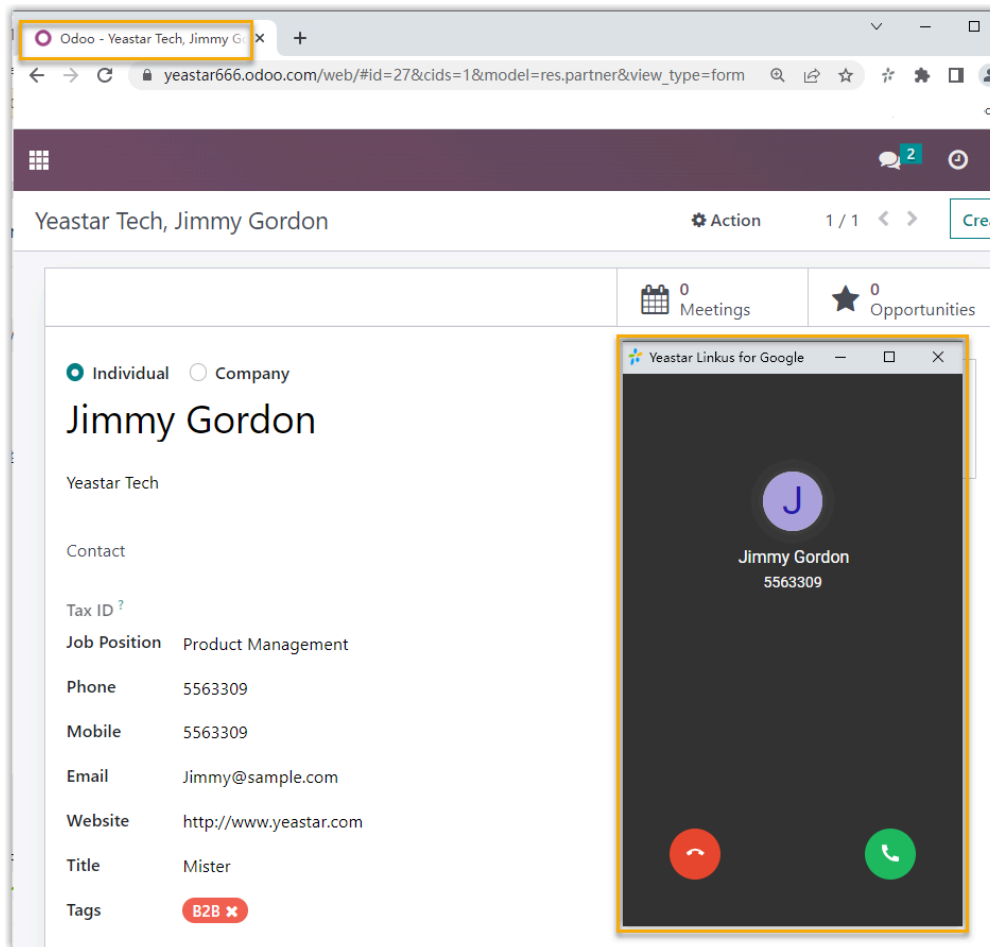 Odoo - Yeastar Tech, Jimmy Go
yeastar666.odoo.com/web/#id=27&cids=1&model=res.partner&view_type=form
2
Yeastar Tech, Jimmy Gordon
Action
1 / 1
Crea
0
Meetings
0
Opportunities
Individual
Company
Jimmy Gordon
Yeastar Tech
Contact
Tax ID ?
Job Position Product Management
Phone 5563309
Mobile 5563309
Email Jimmy@sample.com
Website http://www.yeastar.com
Title Mister
Tags B2B
Yeastar Linkus for Google
J
Jimmy Gordon
5563309